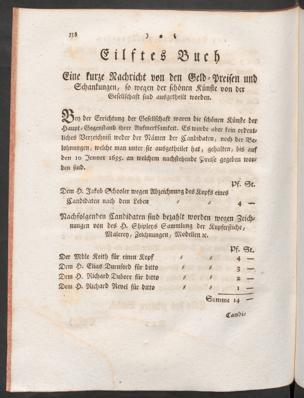 238
Eilftes Buch
Eine kurze Nachricht von den Geld-Preisen und
Schankungen, so wegen der schönen Künste von der
Gesellschaft sind ausgetheilt worden.
Bey der Errichtung der Gesellschaft waren die schönen Künste der
Haupt-Gegenstand ihrer Aufmerksamkeit. Es wurde aber kein ordent-
liches Verzeichniß weder der Namen der Candidaten, noch der Be-
lohnungen, welche man unter sie ausgetheilet hat, gehalten, bis auf
den 10 Jenner 1655. an welchem nachstehende Preise gegeben wor-
den sind.
Pf. St.
Dem H. Jakob Schooler wegen Abzeichnung des Kopfs eines
Candidaten nach dem Leben " " 4 —
Nachfolgenden Candidaten sind bezahlt worden wegen Zeich-
nungen von des H. Shipleys Sammlung der Kupferstiche,
Malerey, Zeichnungen, Modellen ꝛc.
Pf. St.
Der Mdlle Keith für einen Kopf " " 4 —
Dem H. Elias Durnford für ditto " " 3 —
Dem H. Richard Dubore für ditto " " 2 —
Dem H. Richard Revel für ditto " " 1 —
Summe 14 —
Candi-